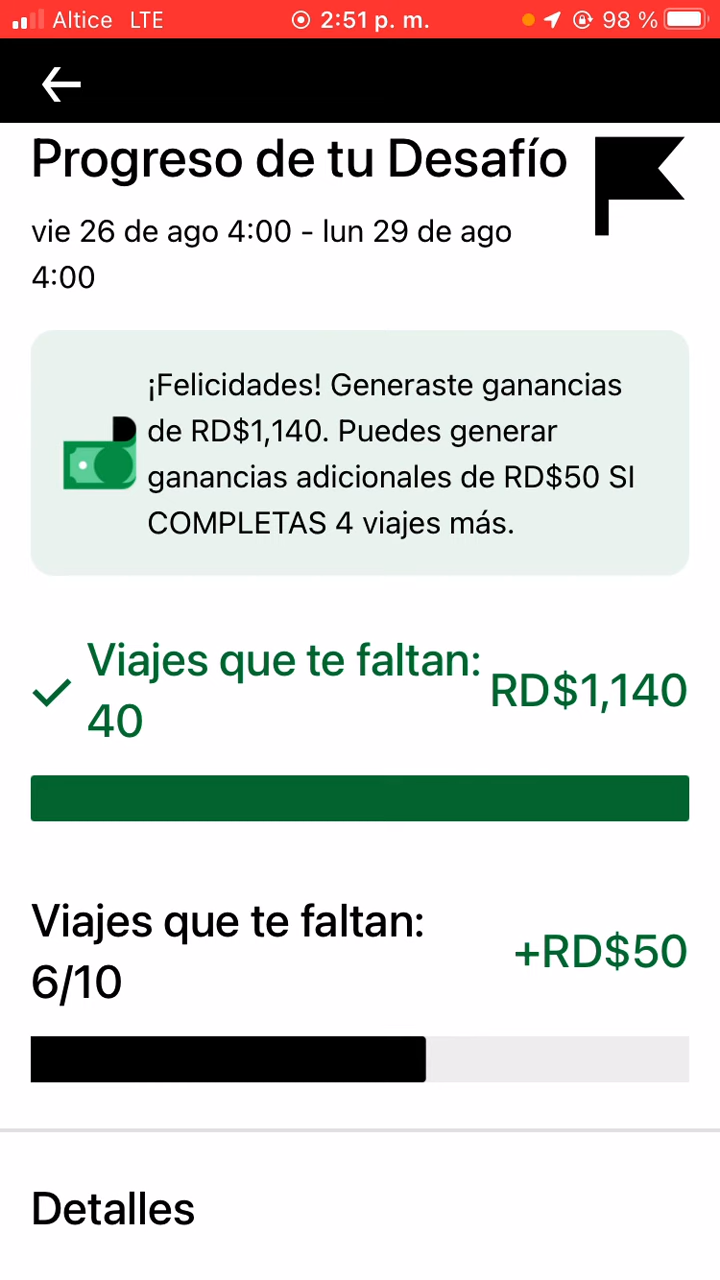 Altice LTE 2:51 p. m. 98 %
Progreso de tu Desafío
vie 26 de ago 4:00 - lun 29 de ago
4:00
¡Felicidades! Generaste ganancias
de RD$1,140. Puedes generar
ganancias adicionales de RD$50 SI
COMPLETAS 4 viajes más.
Viajes que te faltan:
40
RD$1,140
Viajes que te faltan:
6/10
+RD$50
Detalles